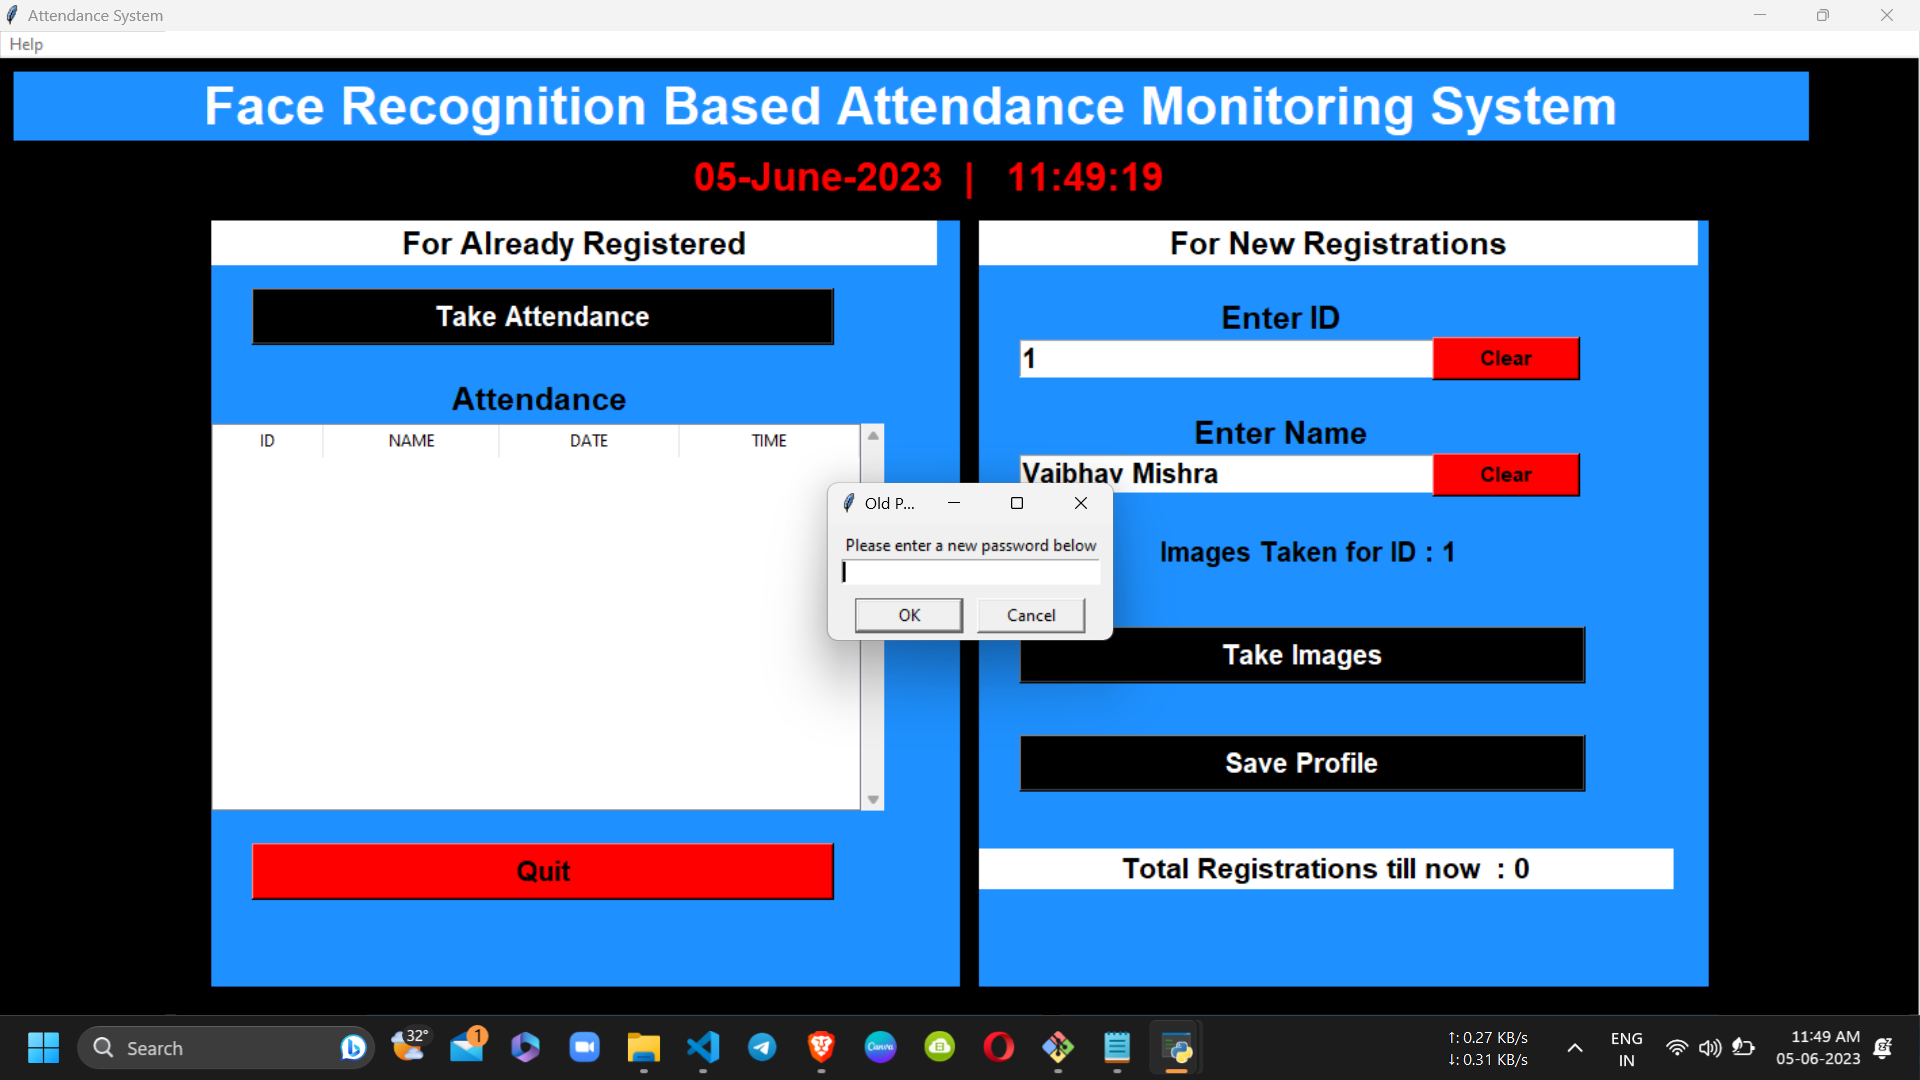 Attendance System
Help
Face Recognition Based Attendance Monitoring System
05-June-2023 | 11:49:19
For Already Registered
Take Attendance
Attendance
ID NAME DATE TIME
Quit
For New Registrations
Enter ID
1 Clear
Enter Name
Vaibhav Mishra Clear
Old P...
Please enter a new password below
OK Cancel
Images Taken for ID : 1
Take Images
Save Profile
Total Registrations till now : 0
Search
32°
1
Canva
↑: 0.27 KB/s
↓: 0.31 KB/s
ENG
IN
11:49 AM
05-06-2023